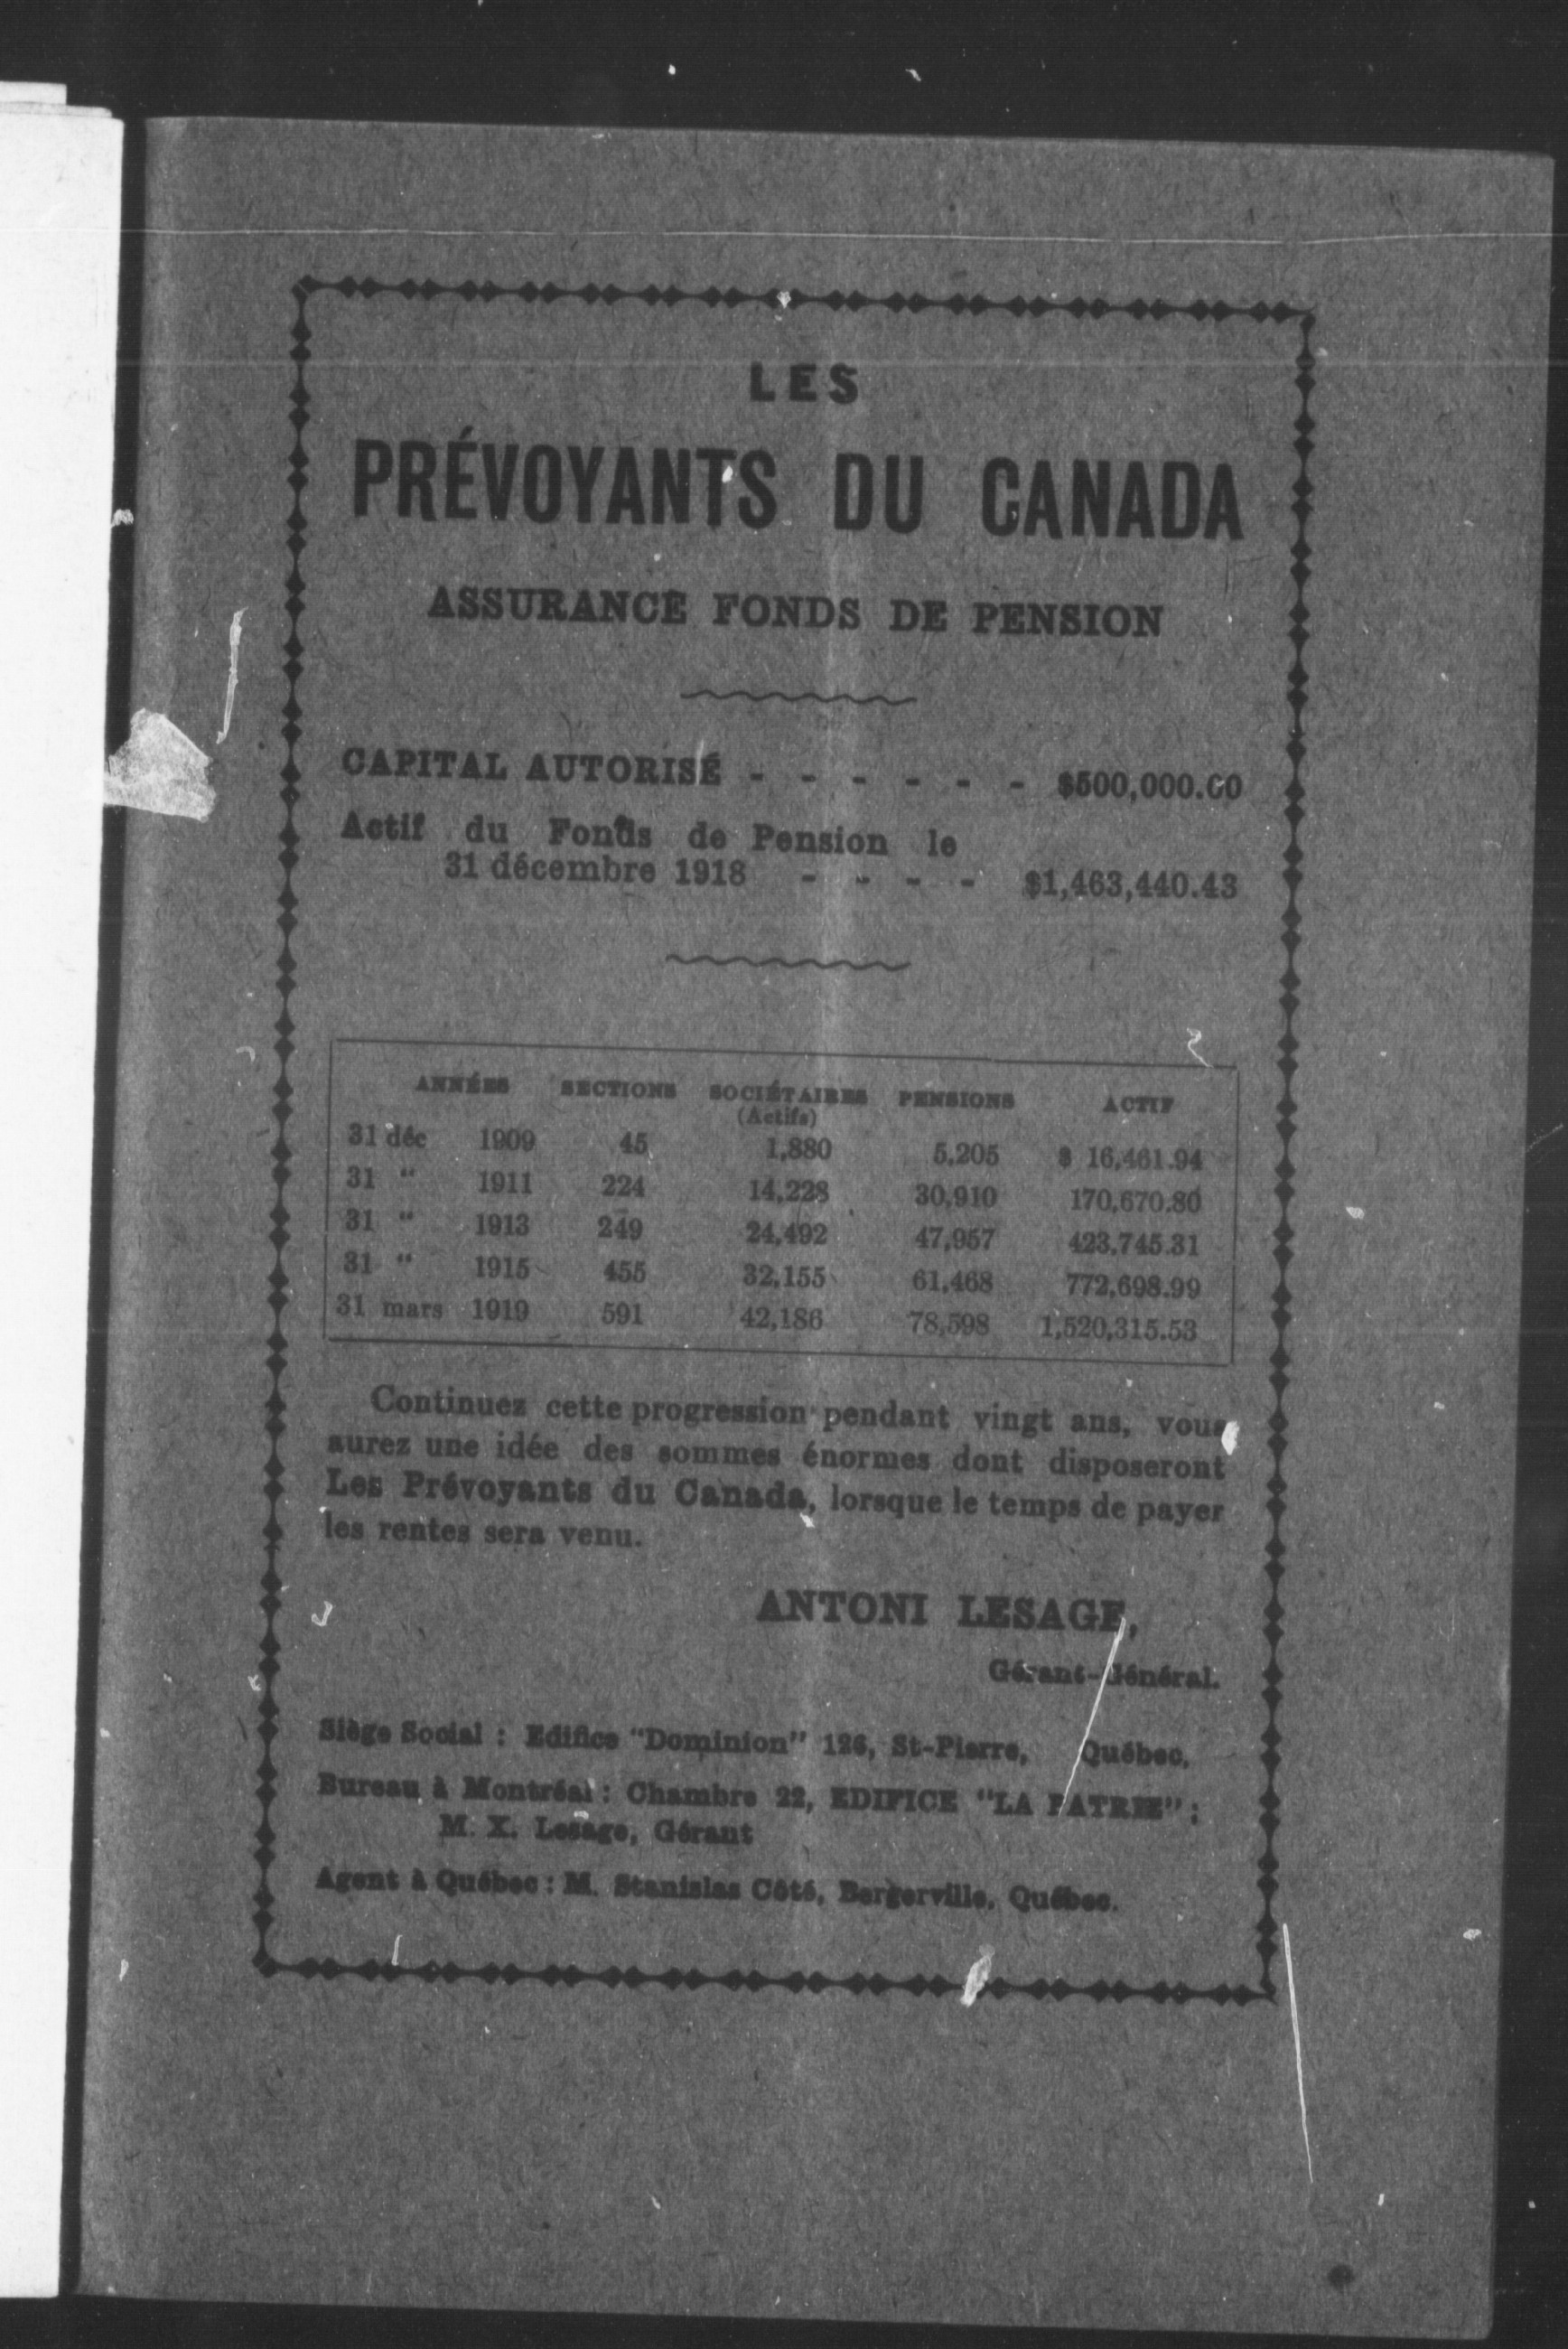 LES
PRÉVOYANTS DU CANADA
ASSURANCE FONDS DE PENSION
CAPITAL AUTORISÉ - - - - - - $500,000.00
Actif du Fonds de Pension le
31 décembre 1918 - - - - $1,463,440.43
ANNÉES SECTIONS SOCIÉTAIRES PENSIONS ACTIF
(Actifs)
31 déc 1909 45 1,880 5,205 $ 16,461.94
31 " 1911 224 14,228 30,910 170,670.80
31 " 1913 249 24,492 47,957 423,745.31
31 " 1915 455 32,155 61,468 772,698.99
31 mars 1919 591 42,186 78,598 1,520,315.53
Continuez cette progression pendant vingt ans, vous
aurez une idée des sommes énormes dont disposeront
Les Prévoyants du Canada, lorsque le temps de payer
les rentes sera venu.
ANTONI LESAGE,
Gérant-Général.
Siège Social : Edifice "Dominion" 126, St-Pierre, Québec,
Bureau à Montréal : Chambre 22, EDIFICE "LA PATRIE" ;
M. X. Lesage, Gérant
Agent à Québec : M. Stanislas Côté, Bergerville, Québec.